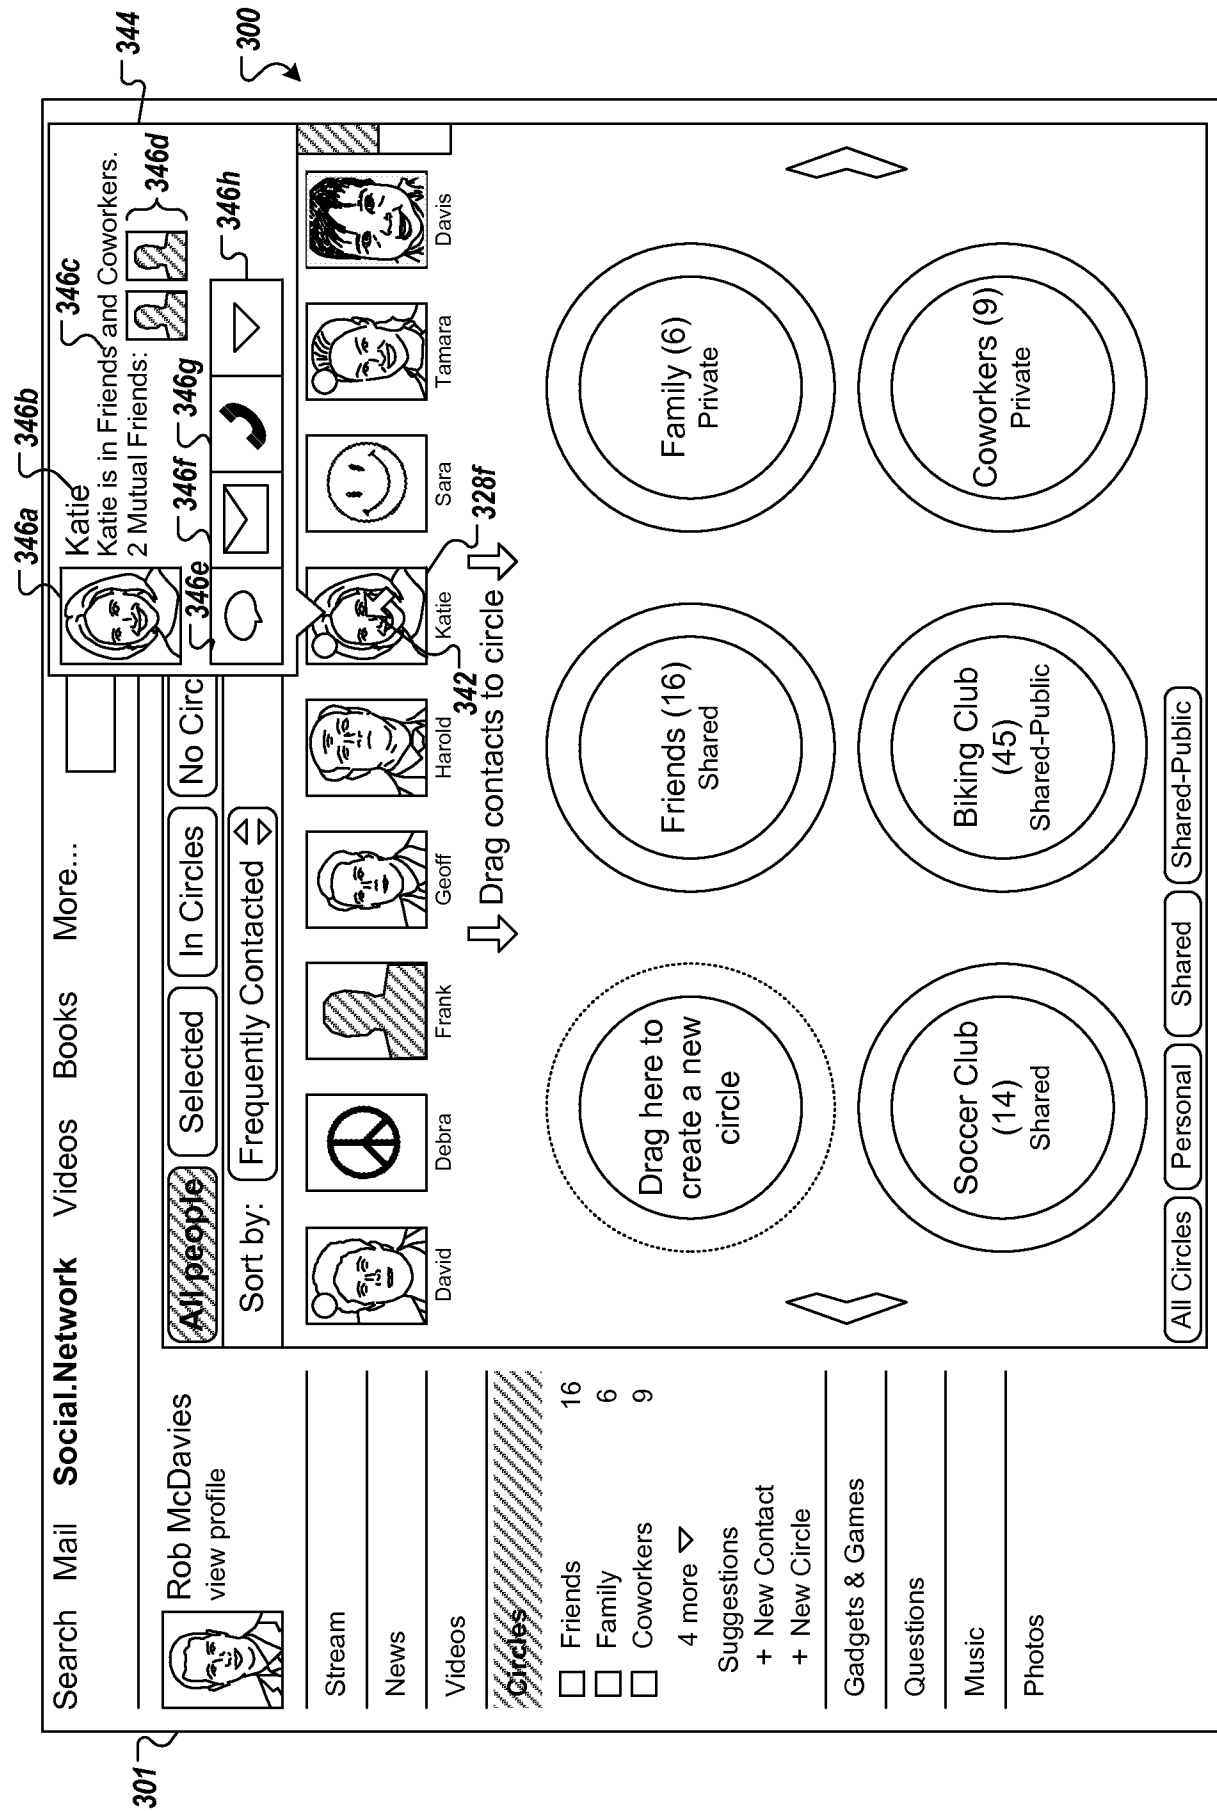 300
301
344
Search Mail Social.Network Videos Books More...
Rob McDavies
view profile
Stream
News
Videos
Circles
Friends 16
Family 6
Coworkers 9
4 more
Suggestions
+ New Contact
+ New Circle
Gadgets & Games
Questions
Music
Photos
All people Selected In Circles No Circ
Sort by: Frequently Contacted
346a
346b
346c
346d
346e
346f
346g
346h
Katie
Katie is in Friends and Coworkers.
2 Mutual Friends:
David Debra Frank Geoff Harold Katie Sara Tamara Davis
342
328f
Drag contacts to circle
Drag here to
create a new
circle
Friends (16)
Shared
Family (6)
Private
Soccer Club
(14)
Shared
Biking Club
(45)
Shared-Public
Coworkers (9)
Private
All Circles Personal Shared Shared-Public